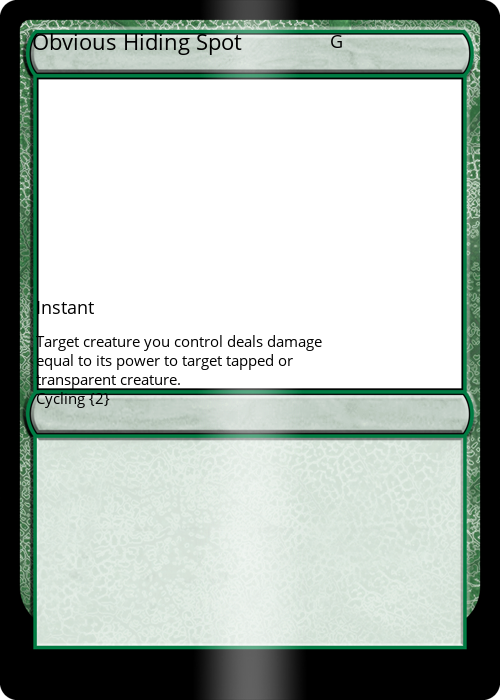 Obvious Hiding Spot G
Instant
Target creature you control deals damage
equal to its power to target tapped or
transparent creature.
Cycling {2}